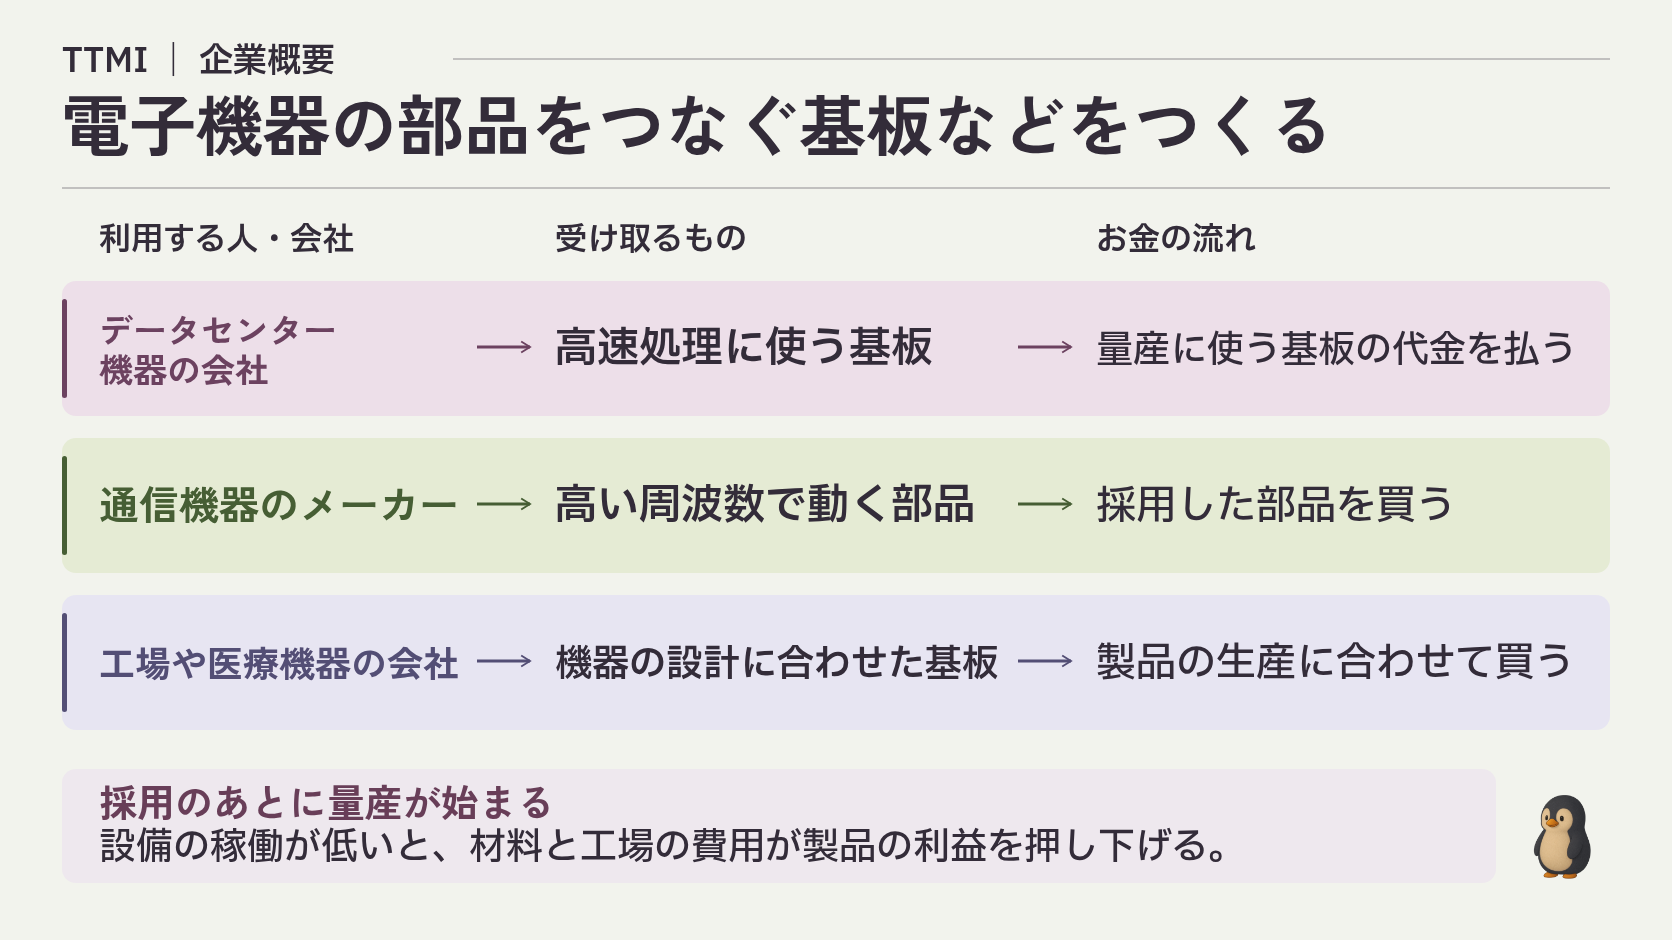 TTMI｜企業概要
電子機器の部品をつなぐ基板などをつくる
利用する人・会社
受け取るもの
お金の流れ
データセンター
機器の会社
高速処理に使う基板
量産に使う基板の代金を払う
通信機器のメーカー
高い周波数で動く部品
採用した部品を買う
工場や医療機器の会社
機器の設計に合わせた基板
製品の生産に合わせて買う
採用のあとに量産が始まる
設備の稼働が低いと、材料と工場の費用が製品の利益を押し下げる。